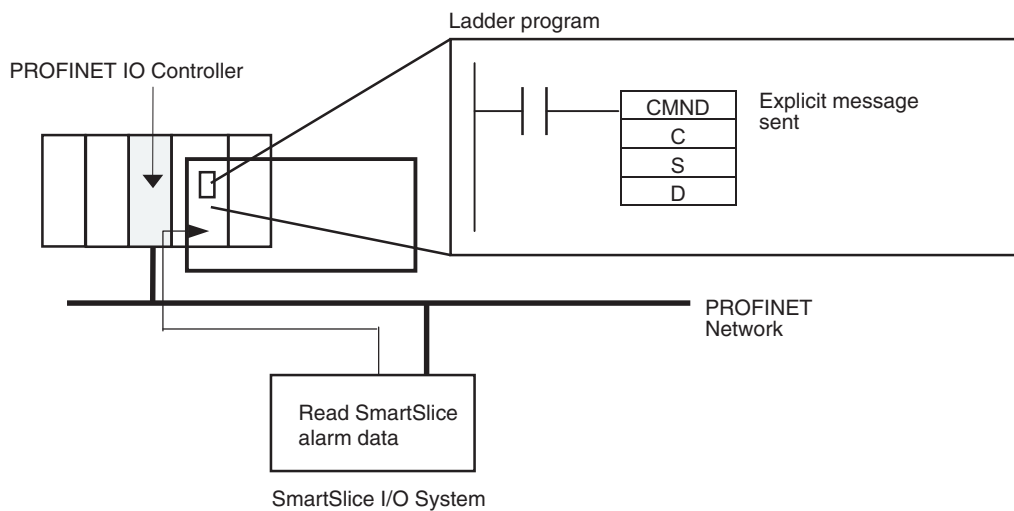 Ladder program
PROFINET IO Controller
CMND
C
S
D
Explicit message
sent
PROFINET
Network
Read SmartSlice
alarm data
SmartSlice I/O System